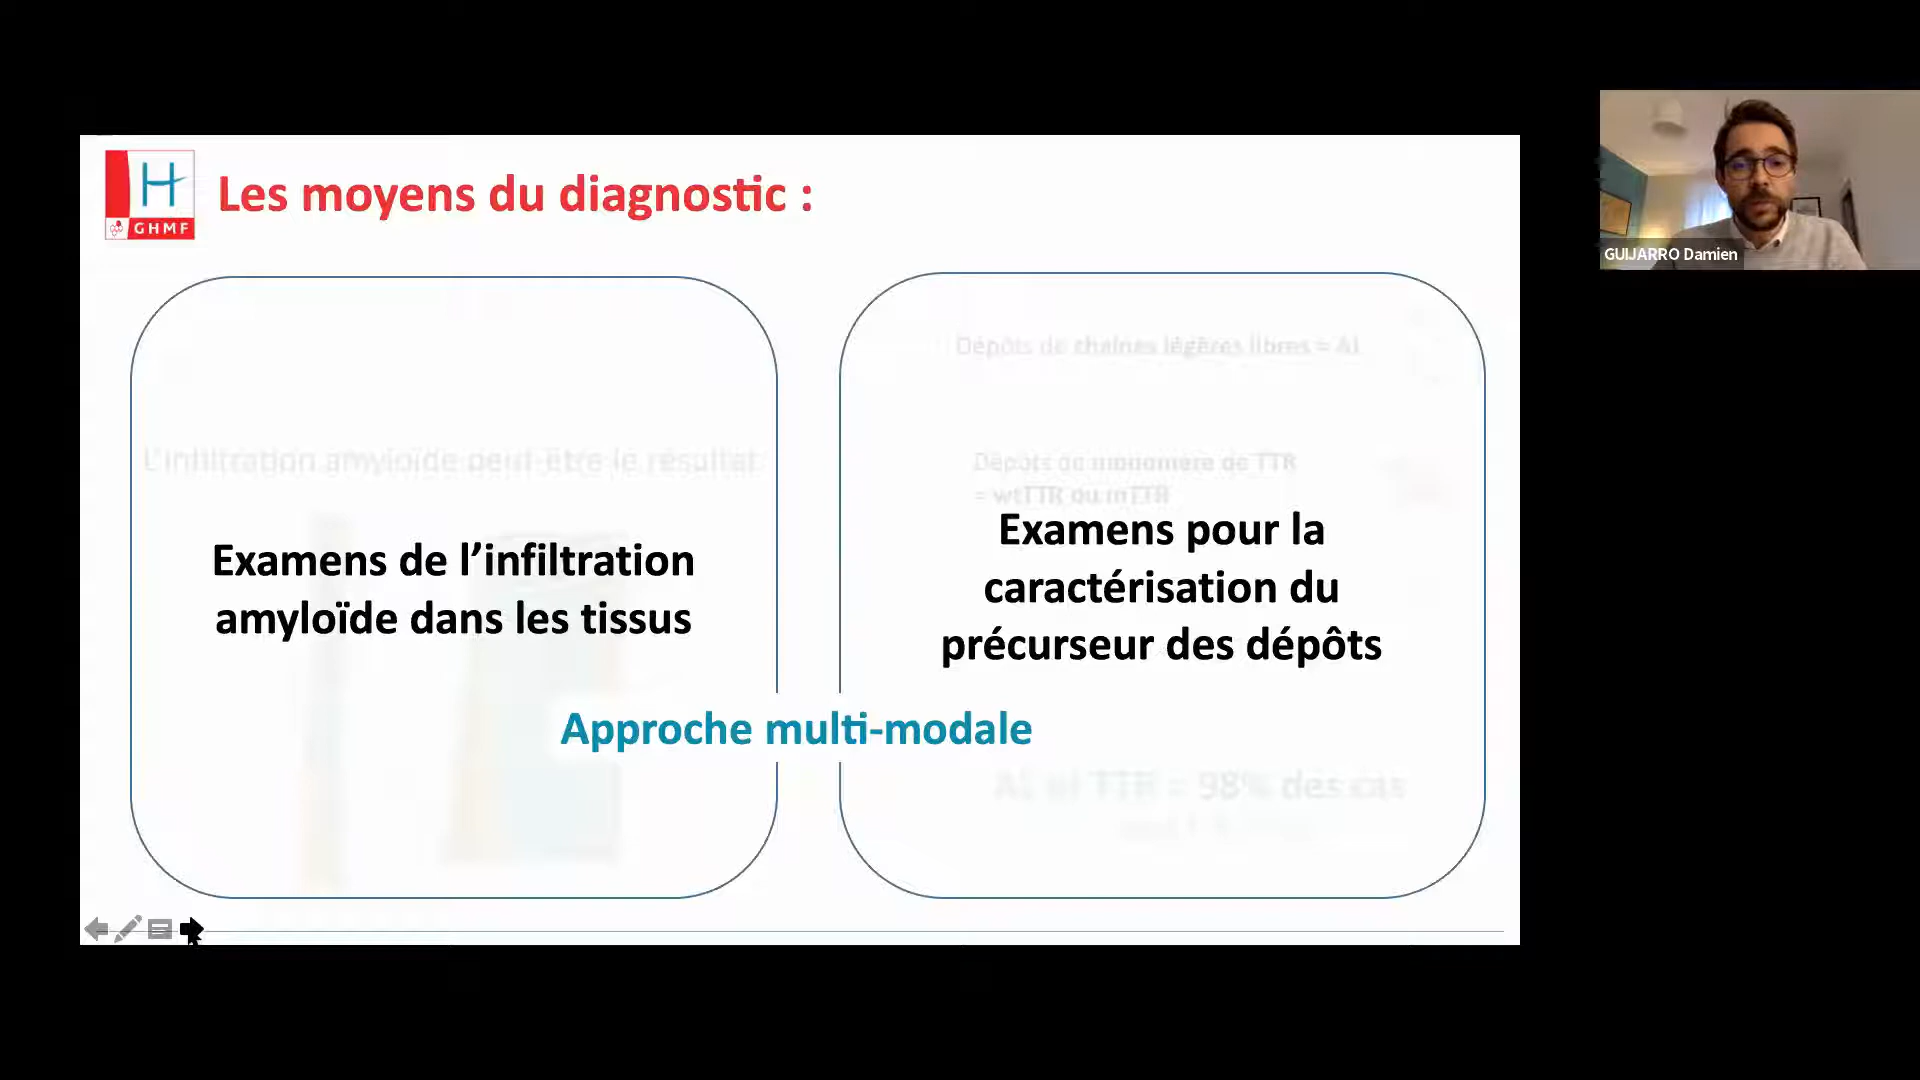 H
GHMF
Les moyens du diagnostic :
L'infiltration amyloïde peut être le résultat
Examens de l’infiltration
amyloïde dans les tissus
Dépôts de chaînes légères libres = AL
Dépôts de monomère de TTR
= wtTTR ou mTTR
Examens pour la
caractérisation du
précurseur des dépôts
Approche multi-modale
AL et TTR = 98% des cas
GUIJARRO Damien